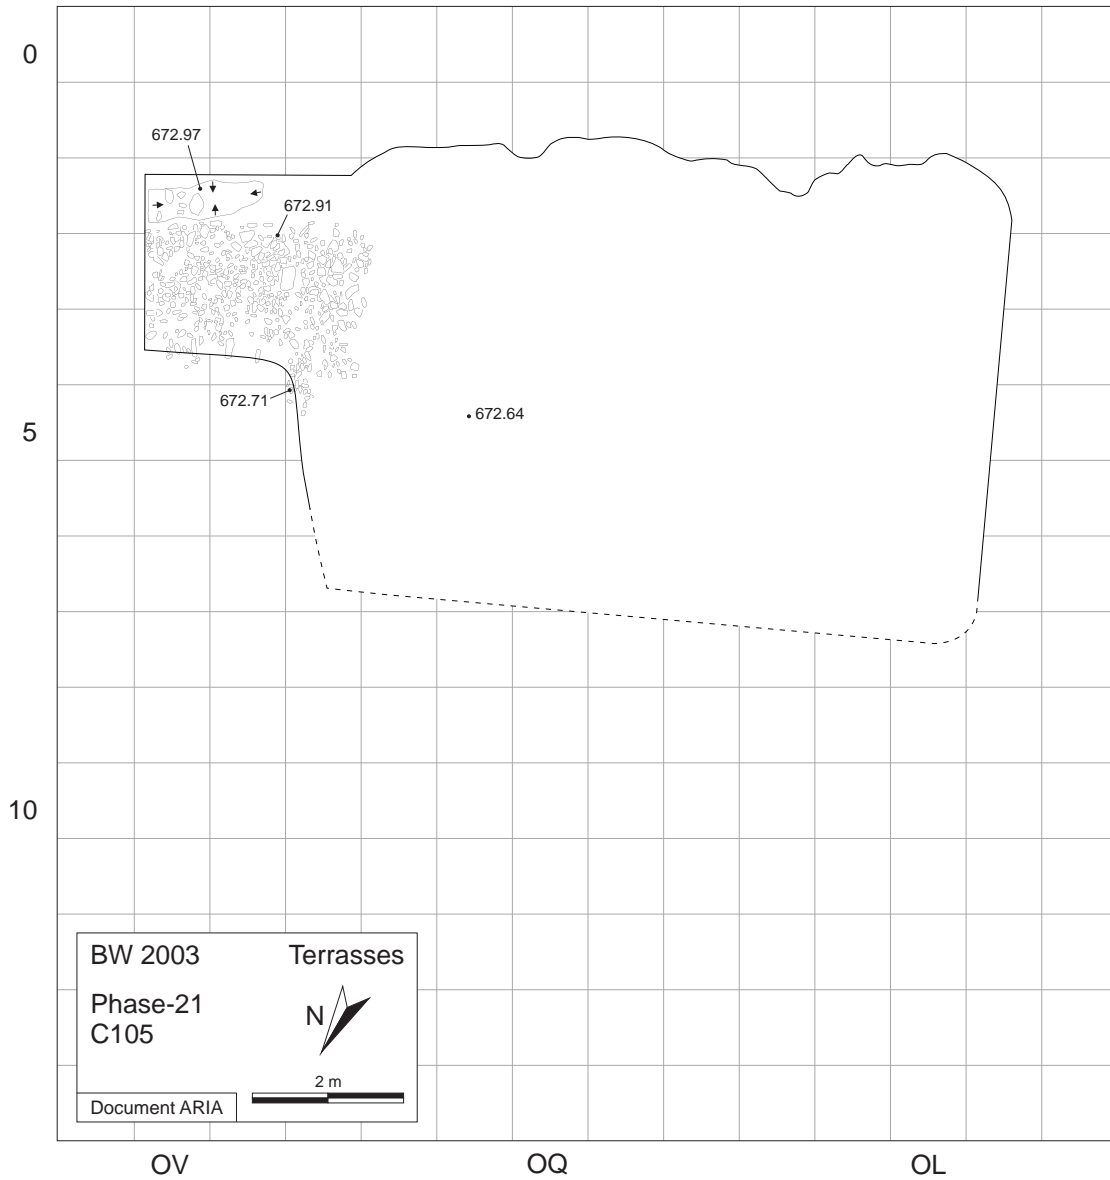 0
672.97
672.91
672.71
672.64
5
10
BW 2003 Terrasses
Phase-21
C105
N
2 m
Document ARIA
OV OQ OL